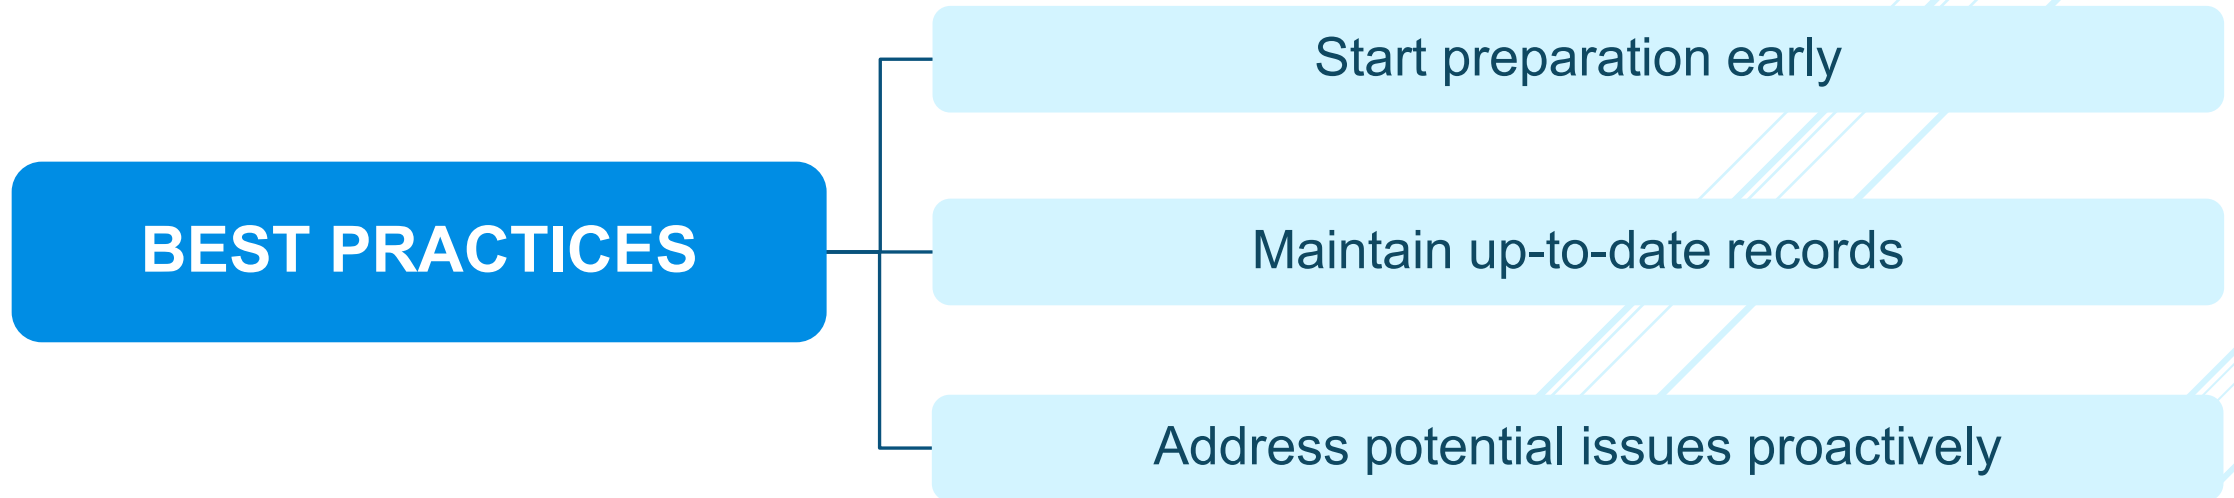 BEST PRACTICES
Start preparation early
Maintain up-to-date records
Address potential issues proactively